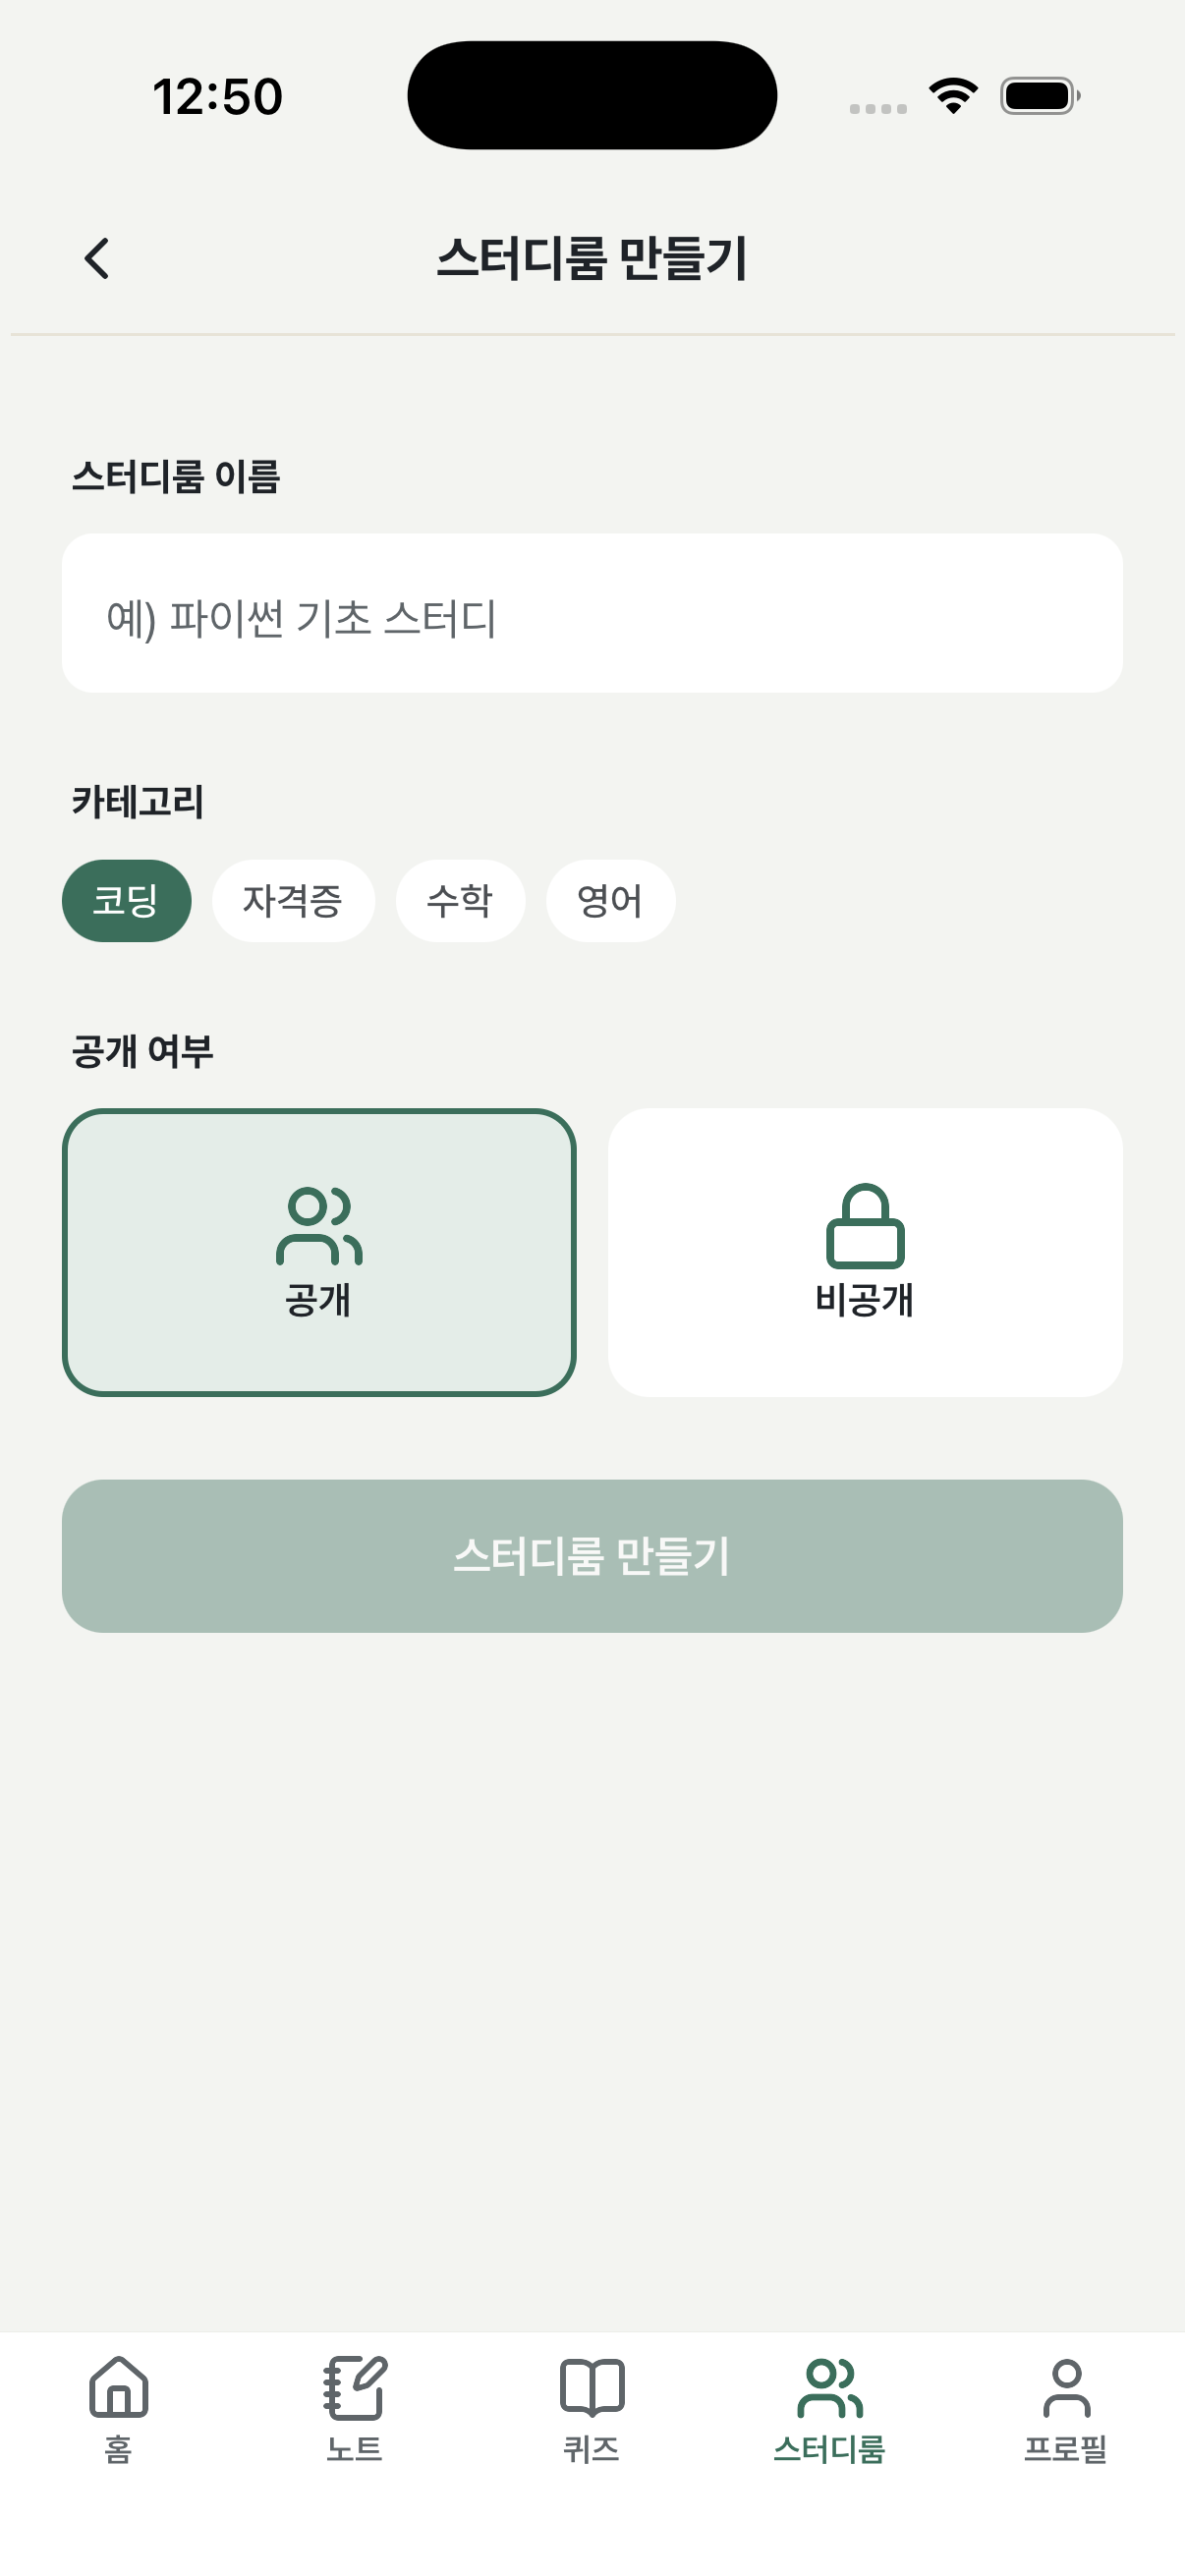 12:50
스터디룸 만들기
스터디룸 이름
예) 파이썬 기초 스터디
카테고리
코딩 자격증 수학 영어
공개 여부
공개 비공개
스터디룸 만들기
홈 노트 퀴즈 스터디룸 프로필